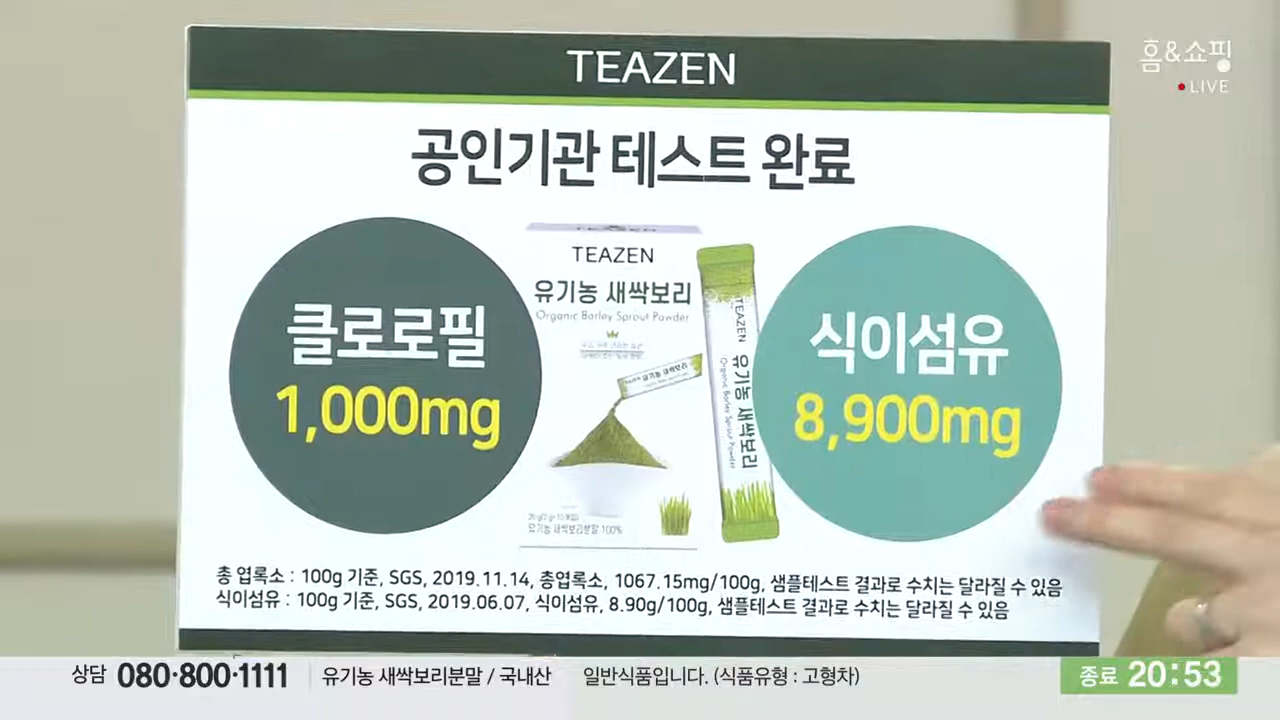 TEAZEN
홈&쇼핑
LIVE
공인기관 테스트 완료
클로로필
1,000mg
TEAZEN
유기농 새싹보리
Organic Barley Sprout Powder
유기농 새싹보리분말 100%
TEAZEN
유기농 새싹보리
Organic Barley Sprout Powder
식이섬유
8,900mg
총 엽록소 : 100g 기준, SGS, 2019.11.14, 총엽록소, 1067.15mg/100g, 샘플테스트 결과로 수치는 달라질 수 있음
식이섬유 : 100g 기준, SGS, 2019.06.07, 식이섬유, 8.90g/100g, 샘플테스트 결과로 수치는 달라질 수 있음
상담 080·800·1111 유기농 새싹보리분말 / 국내산 일반식품입니다. (식품유형 : 고형차) 종료 20:53